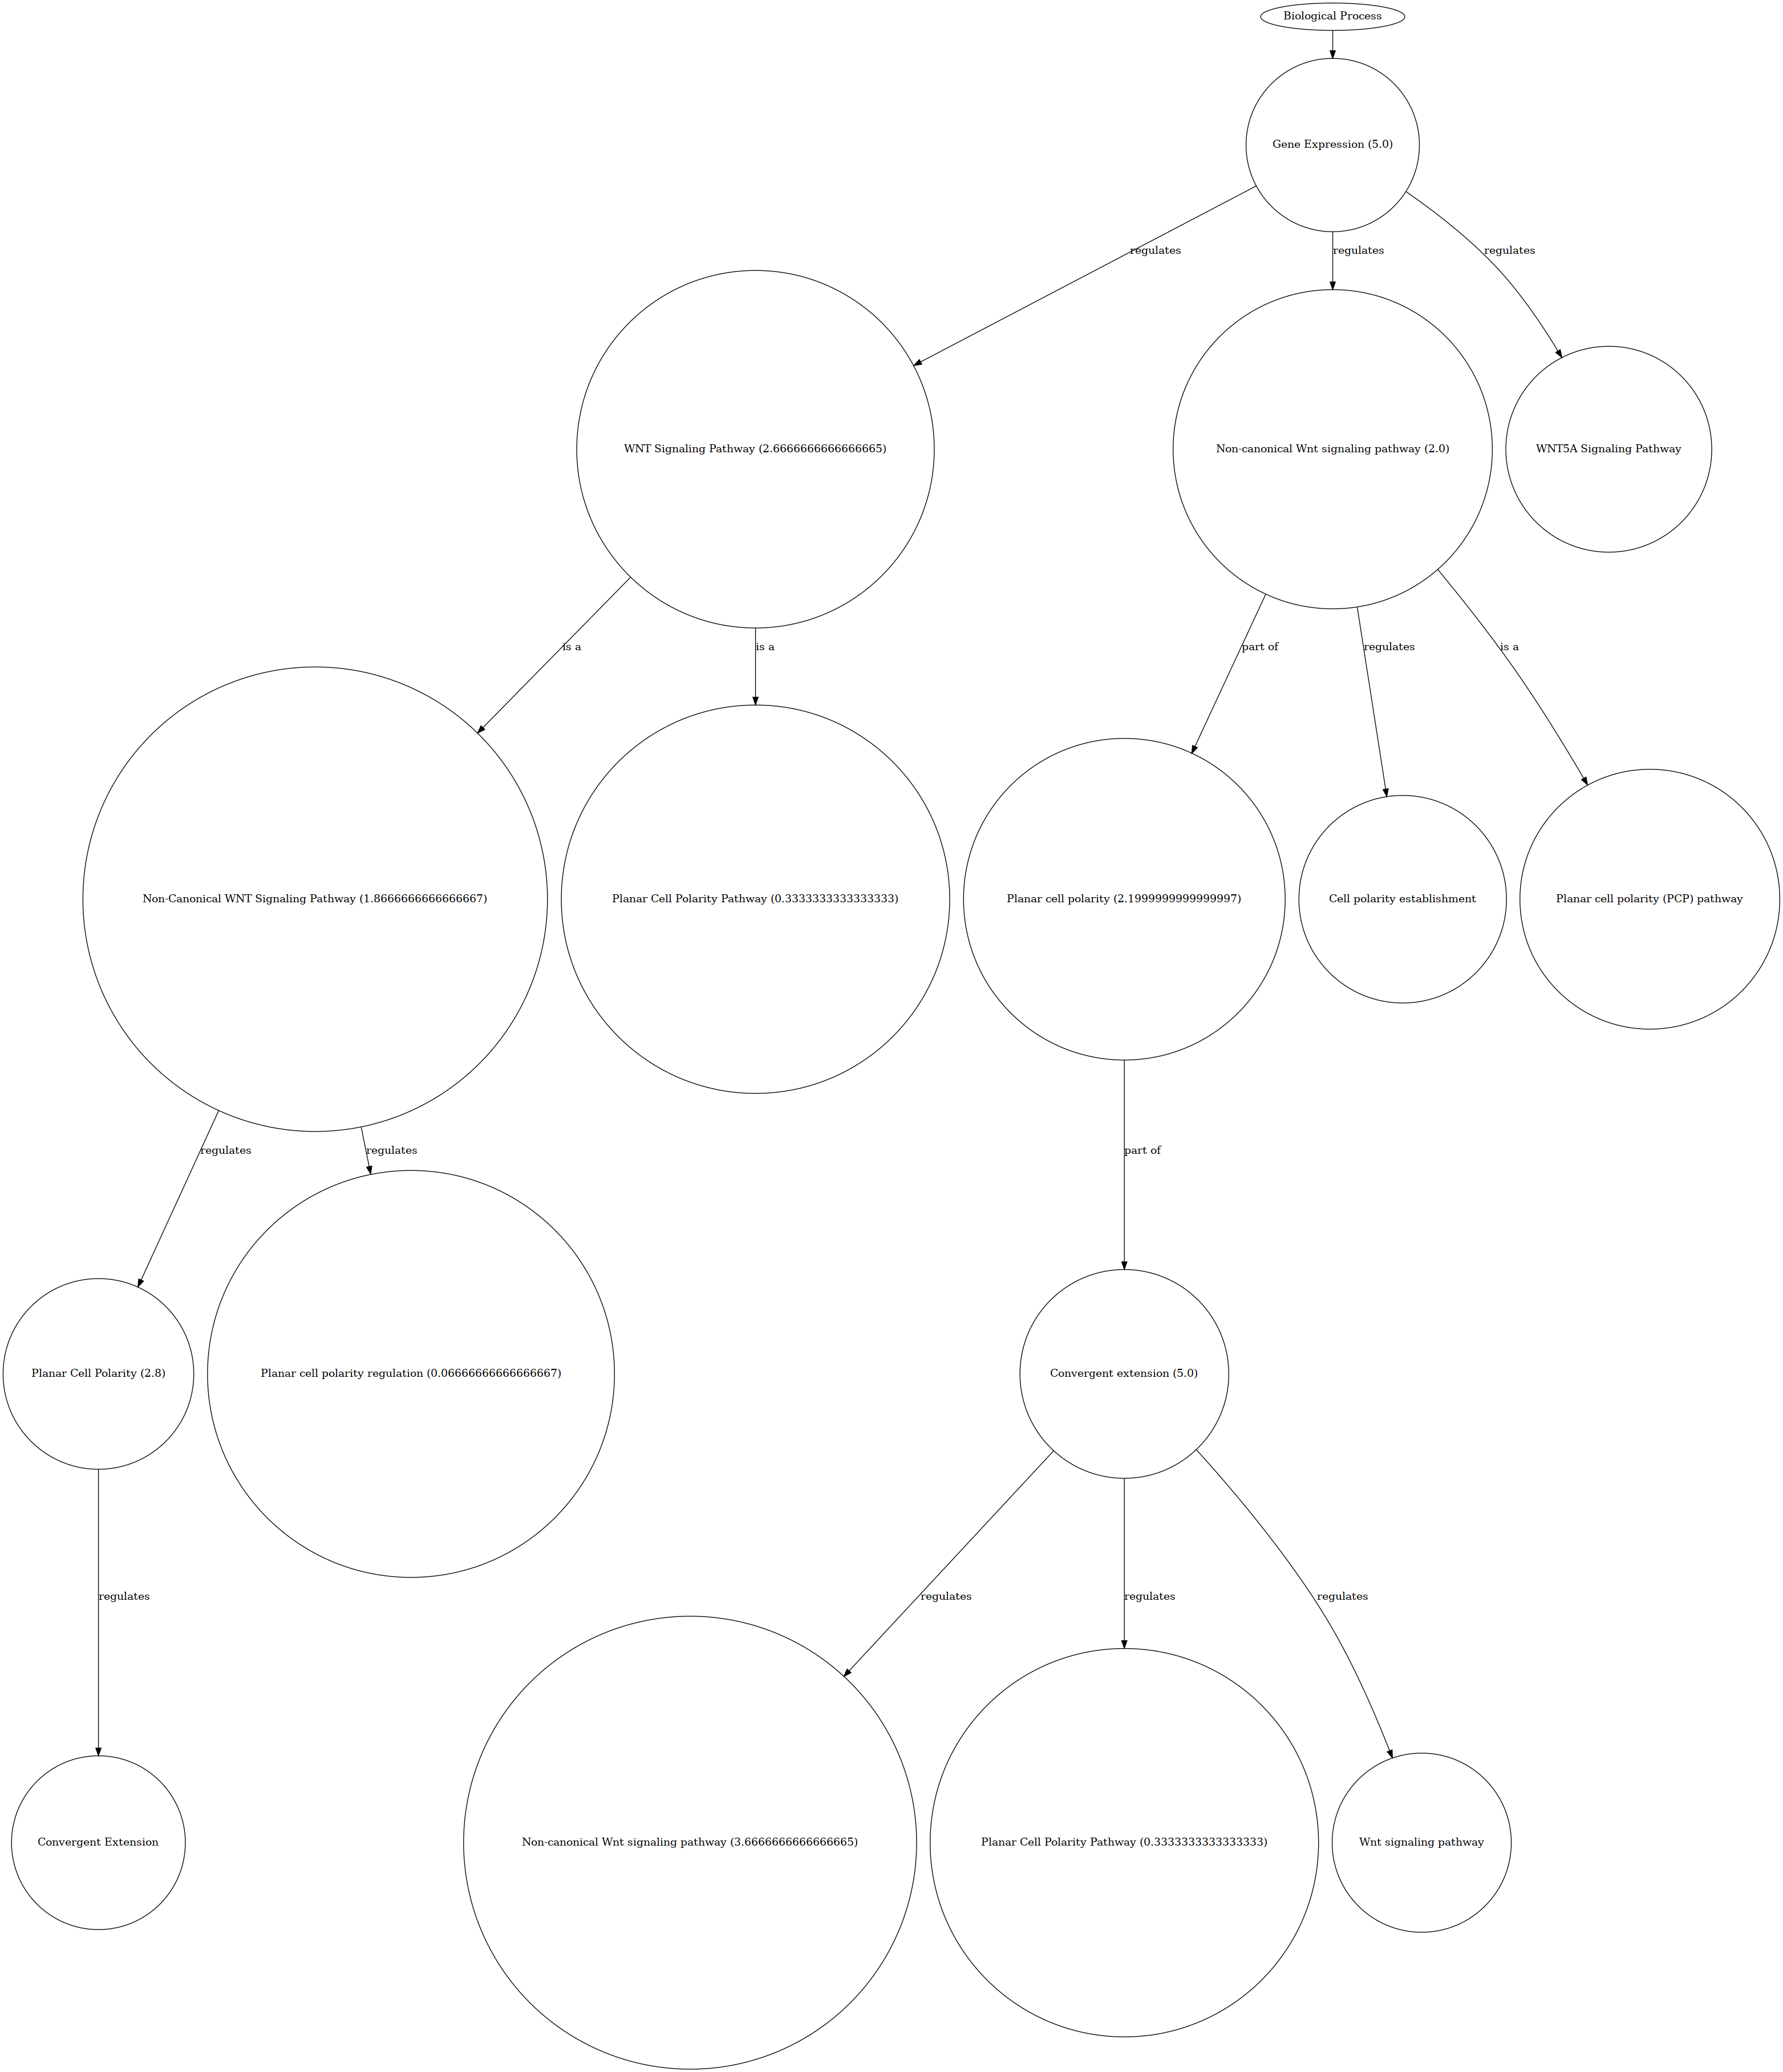 Biological Process
Gene Expression (5.0)
regulates
regulates
regulates
WNT Signaling Pathway (2.6666666666666665)
Non-canonical Wnt signaling pathway (2.0)
WNT5A Signaling Pathway
is a
is a
part of
regulates
is a
Non-Canonical WNT Signaling Pathway (1.8666666666666667)
Planar Cell Polarity Pathway (0.3333333333333333)
Planar cell polarity (2.1999999999999997)
Cell polarity establishment
Planar cell polarity (PCP) pathway
regulates
regulates
part of
Planar Cell Polarity (2.8)
Planar cell polarity regulation (0.06666666666666667)
Convergent extension (5.0)
regulates
regulates
regulates
regulates
Convergent Extension
Non-canonical Wnt signaling pathway (3.6666666666666665)
Planar Cell Polarity Pathway (0.3333333333333333)
Wnt signaling pathway